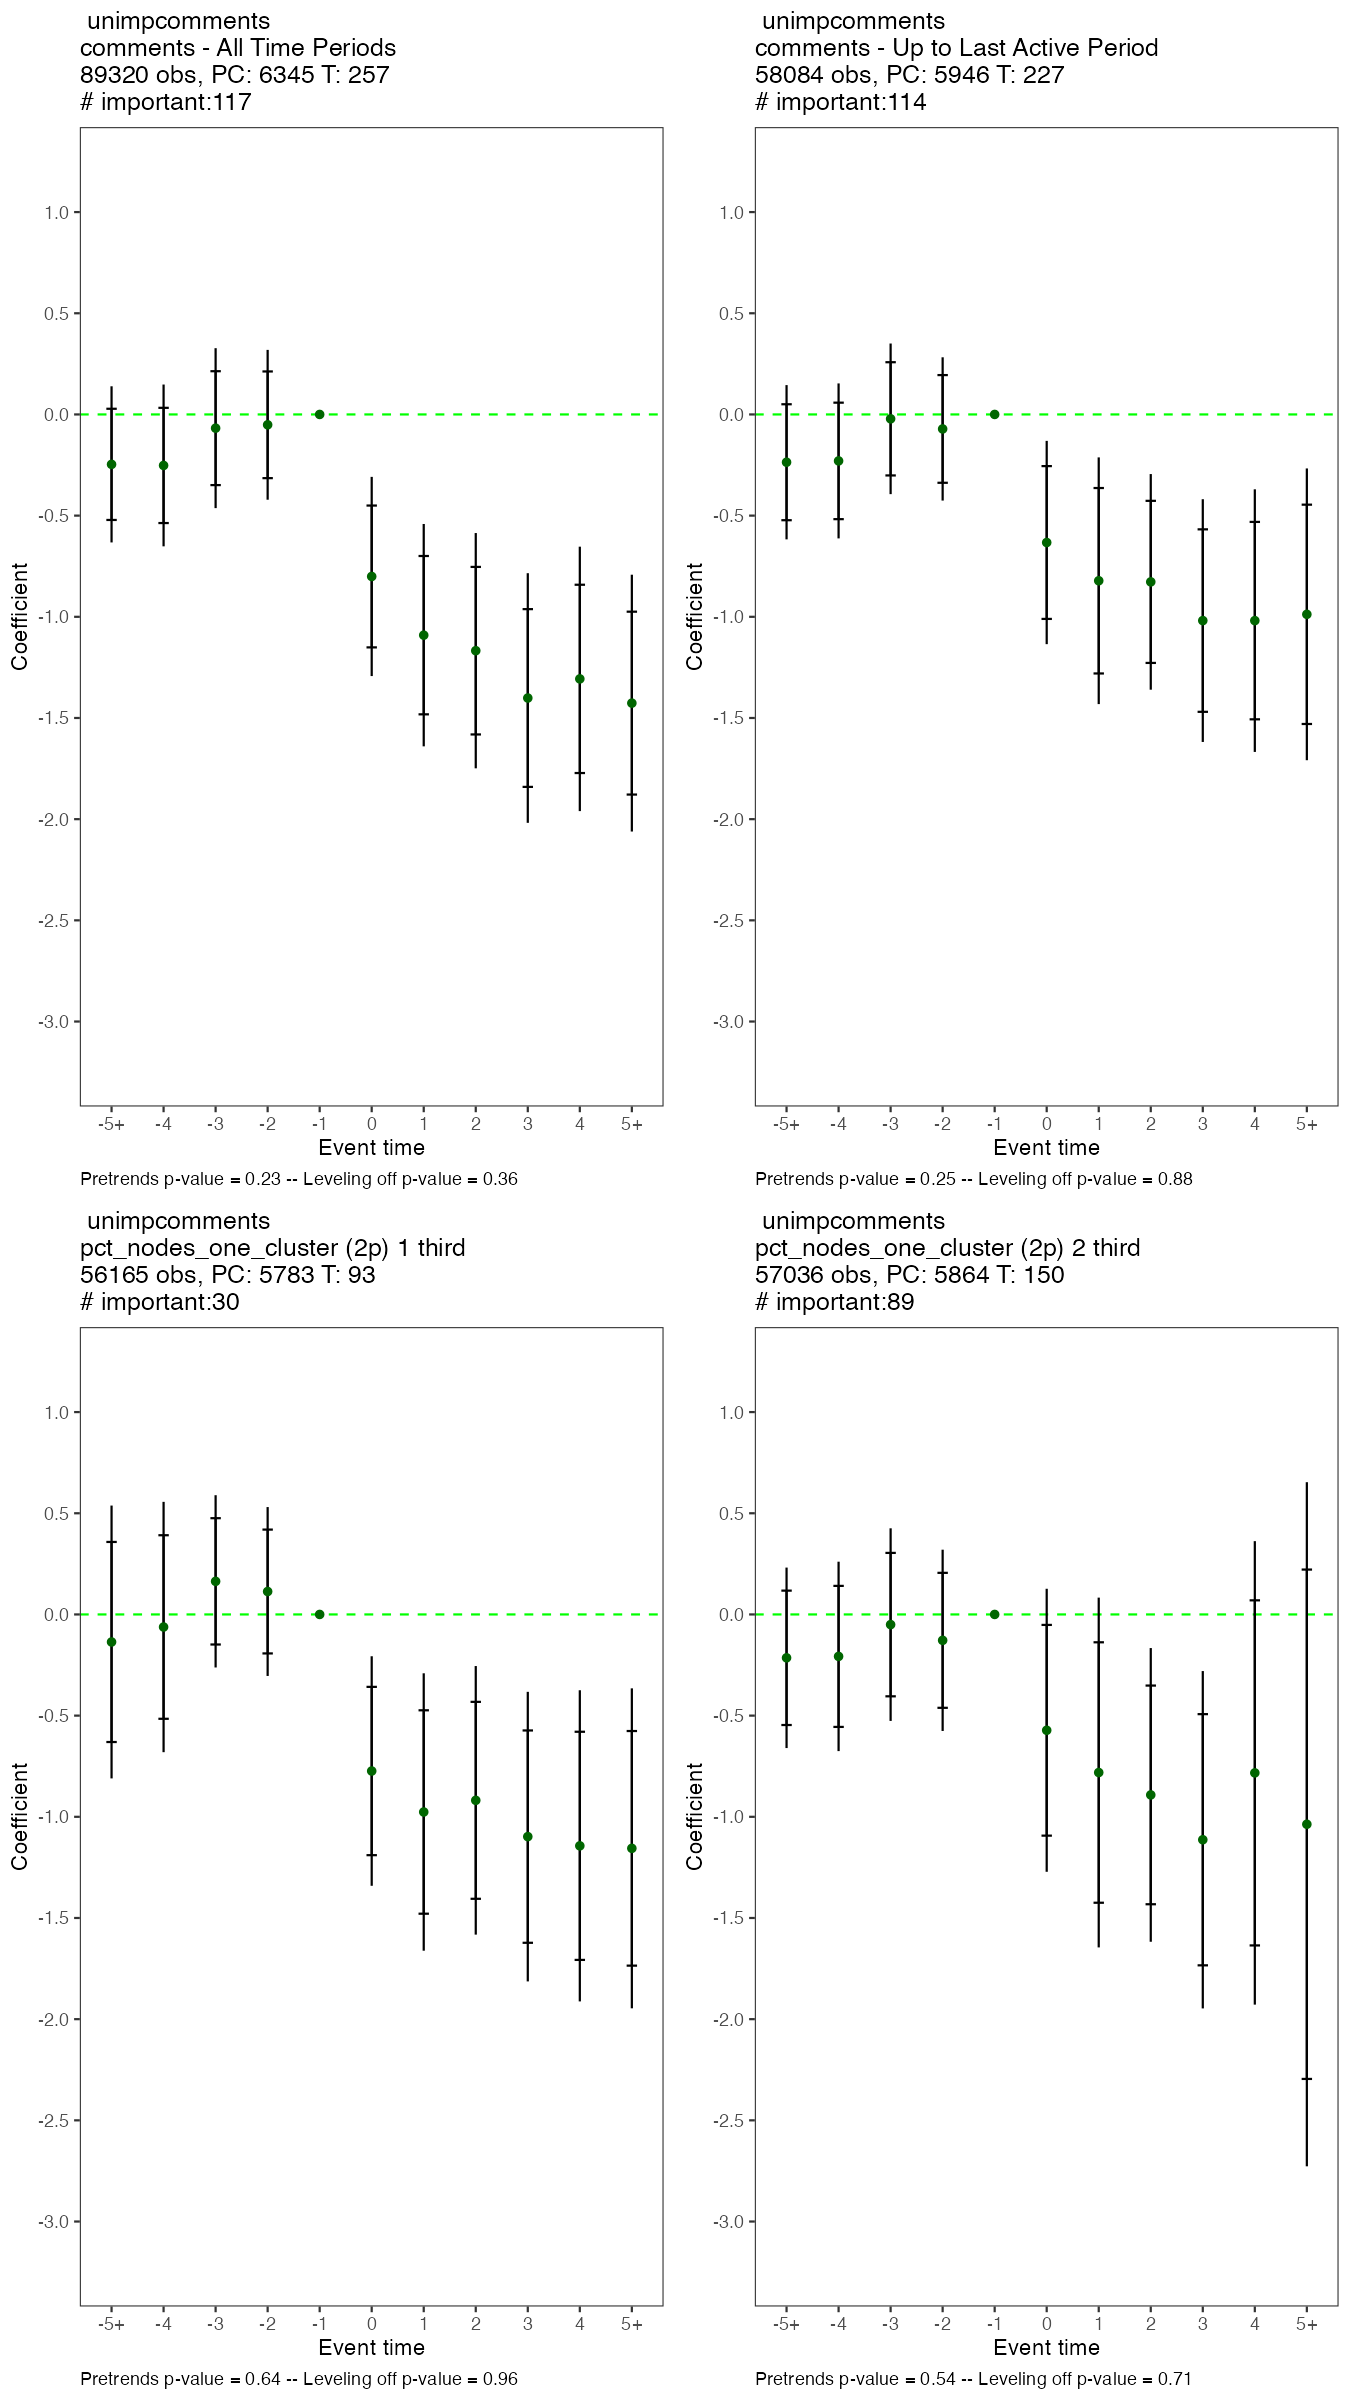 unimpcomments
comments - All Time Periods
89320 obs, PC: 6345 T: 257
# important:117
1.0
0.5
0.0
-0.5
-1.0
-1.5
-2.0
-2.5
-3.0
Coefficient
-5+ -4 -3 -2 -1 0 1 2 3 4 5+
Event time
Pretrends p-value = 0.23 -- Leveling off p-value = 0.36
unimpcomments
comments - Up to Last Active Period
58084 obs, PC: 5946 T: 227
# important:114
1.0
0.5
0.0
-0.5
-1.0
-1.5
-2.0
-2.5
-3.0
Coefficient
-5+ -4 -3 -2 -1 0 1 2 3 4 5+
Event time
Pretrends p-value = 0.25 -- Leveling off p-value = 0.88
unimpcomments
pct_nodes_one_cluster (2p) 1 third
56165 obs, PC: 5783 T: 93
# important:30
1.0
0.5
0.0
-0.5
-1.0
-1.5
-2.0
-2.5
-3.0
Coefficient
-5+ -4 -3 -2 -1 0 1 2 3 4 5+
Event time
Pretrends p-value = 0.64 -- Leveling off p-value = 0.96
unimpcomments
pct_nodes_one_cluster (2p) 2 third
57036 obs, PC: 5864 T: 150
# important:89
1.0
0.5
0.0
-0.5
-1.0
-1.5
-2.0
-2.5
-3.0
Coefficient
-5+ -4 -3 -2 -1 0 1 2 3 4 5+
Event time
Pretrends p-value = 0.54 -- Leveling off p-value = 0.71